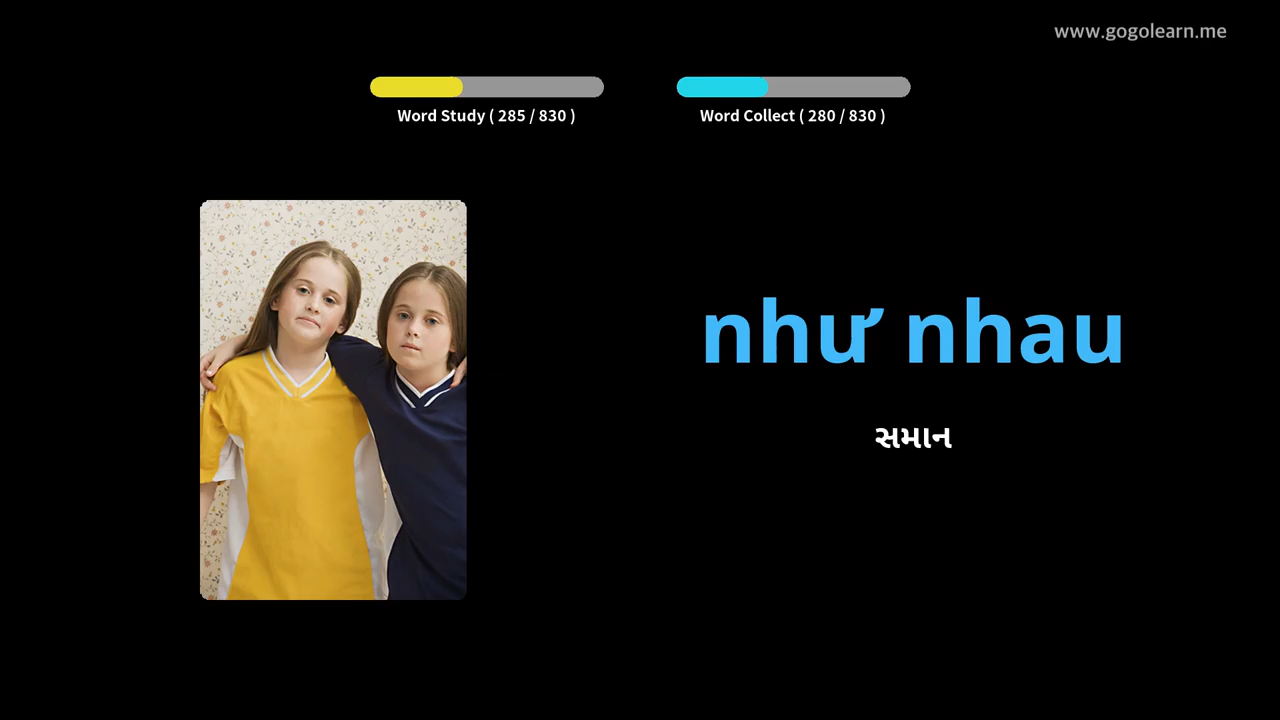 www.gogolearn.me
Word Study ( 285 / 830 )
Word Collect ( 280 / 830 )
như nhau
સમાન